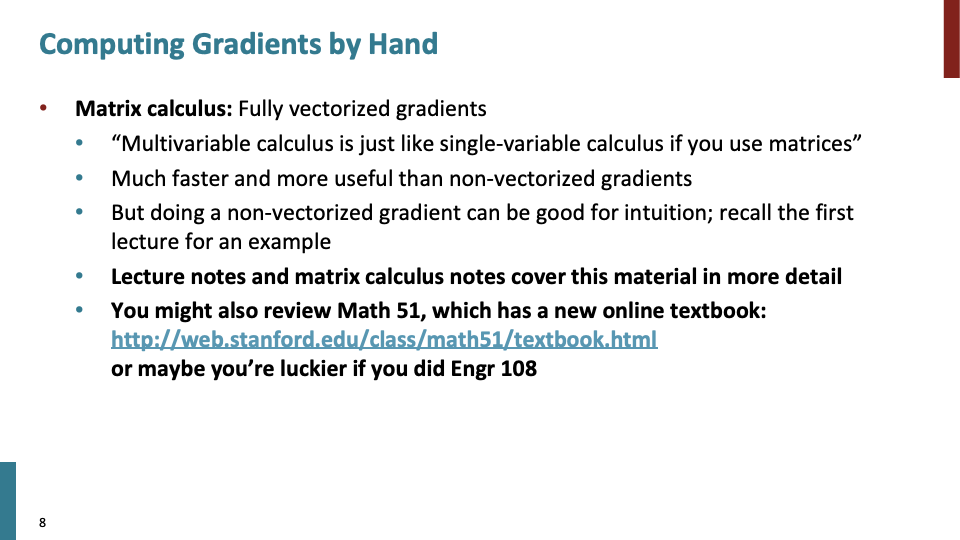 Computing Gradients by Hand
• Matrix calculus: Fully vectorized gradients
• “Multivariable calculus is just like single-variable calculus if you use matrices”
• Much faster and more useful than non-vectorized gradients
• But doing a non-vectorized gradient can be good for intuition; recall the first
lecture for an example
• Lecture notes and matrix calculus notes cover this material in more detail
• You might also review Math 51, which has a new online textbook:
http://web.stanford.edu/class/math51/textbook.html
or maybe you’re luckier if you did Engr 108
8